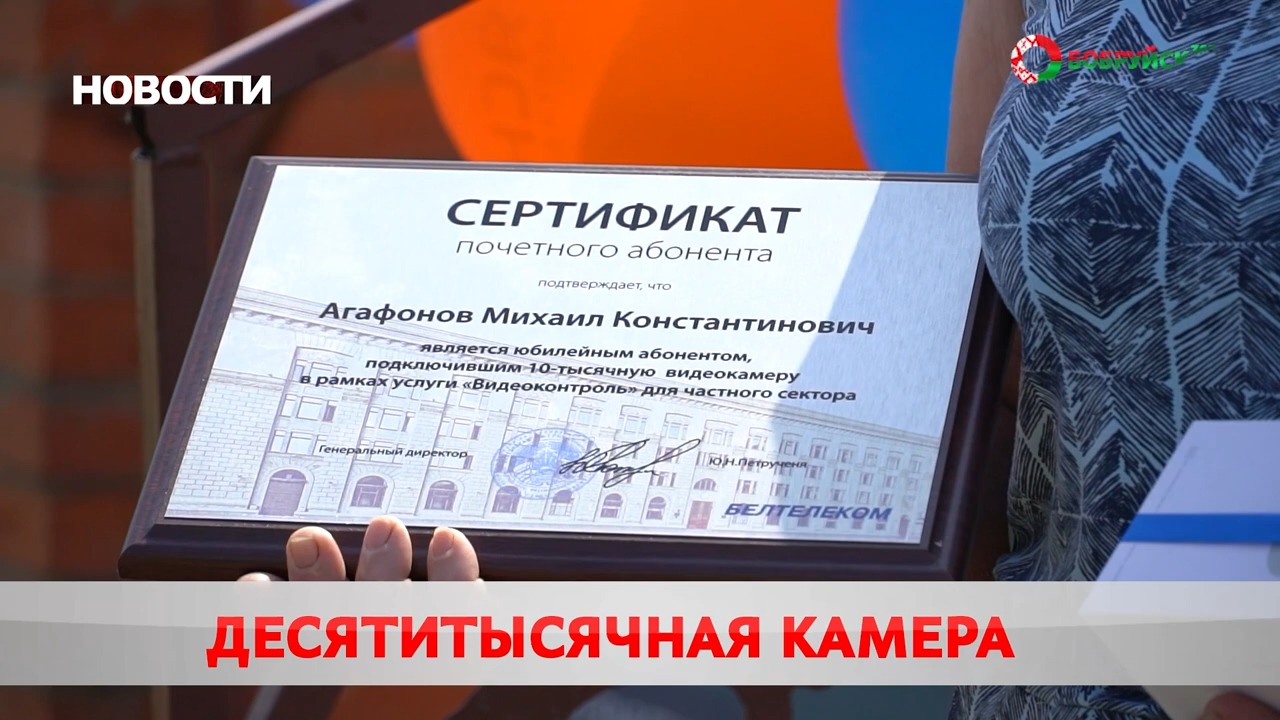 НОВОСТИ
БОБРУЙСК 360
СЕРТИФИКАТ
почетного абонента
подтверждает, что
Агафонов Михаил Константинович
является юбилейным абонентом,
подключившим 10-тысячную видеокамеру
в рамках услуги «Видеоконтроль» для частного сектора
Генеральный директор
Ю.Н.Петрученя
БЕЛТЕЛЕКОМ
ДЕСЯТИТЫСЯЧНАЯ КАМЕРА